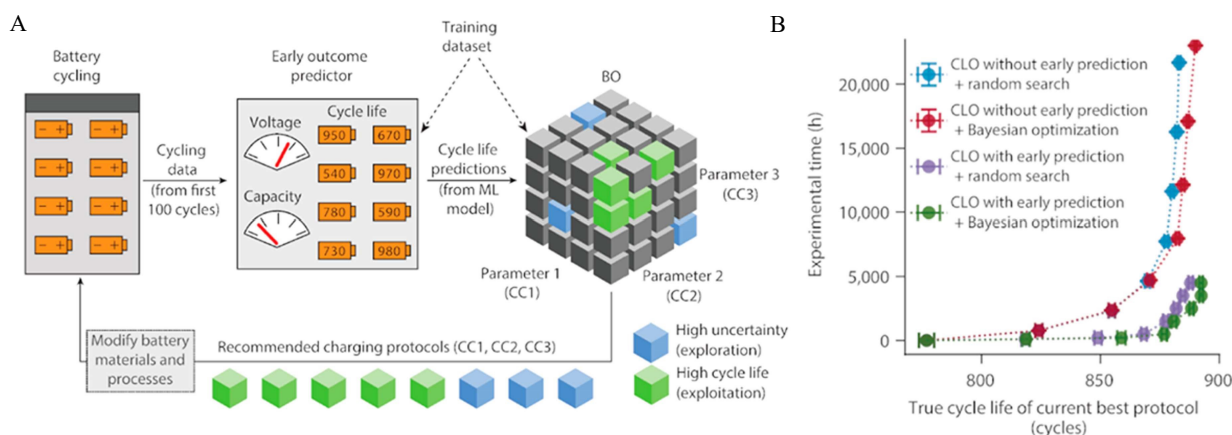 A
Battery
cycling
Cycling
data
(from first
100 cycles)
Early outcome
predictor
Voltage
Capacity
Cycle life
950 670
540 970
780 590
730 980
Training
dataset
Cycle life
predictions
(from ML
model)
BO
Parameter 3
(CC3)
Parameter 1
(CC1)
Parameter 2
(CC2)
Modify battery
materials and
processes
Recommended charging protocols (CC1, CC2, CC3)
High uncertainty
(exploration)
High cycle life
(exploitation)
B
Experimental time (h)
20,000
15,000
10,000
5,000
0
CLO without early prediction
+ random search
CLO without early prediction
+ Bayesian optimization
CLO with early prediction
+ random search
CLO with early prediction
+ Bayesian optimization
800 850 900
True cycle life of current best protocol
(cycles)